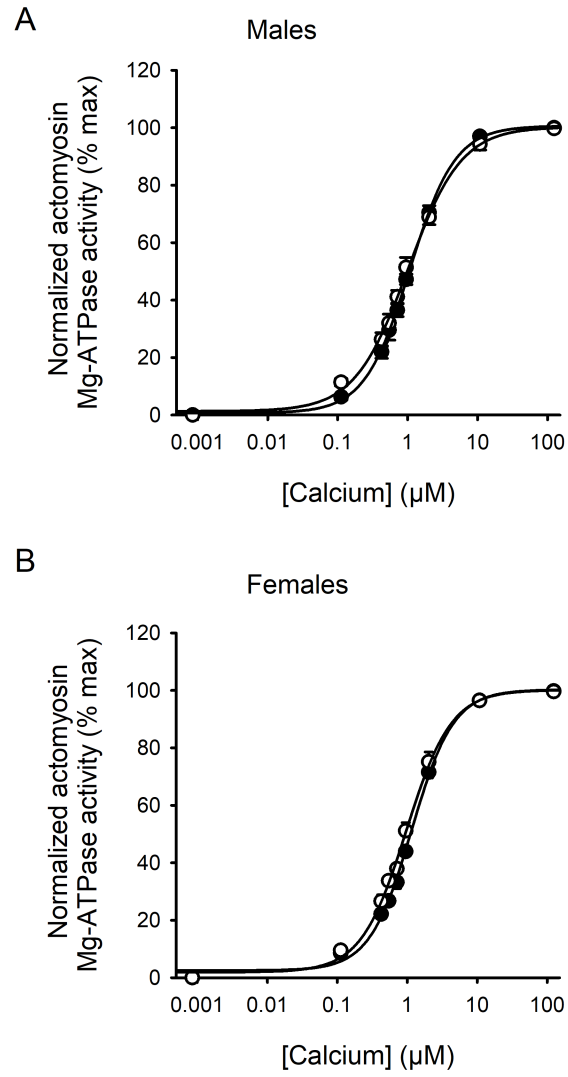 A
Males
Normalized actomyosin
Mg-ATPase activity (% max)
120
100
80
60
40
20
0
0.001 0.01 0.1 1 10 100
[Calcium] (µM)
B
Females
Normalized actomyosin
Mg-ATPase activity (% max)
120
100
80
60
40
20
0
0.001 0.01 0.1 1 10 100
[Calcium] (µM)